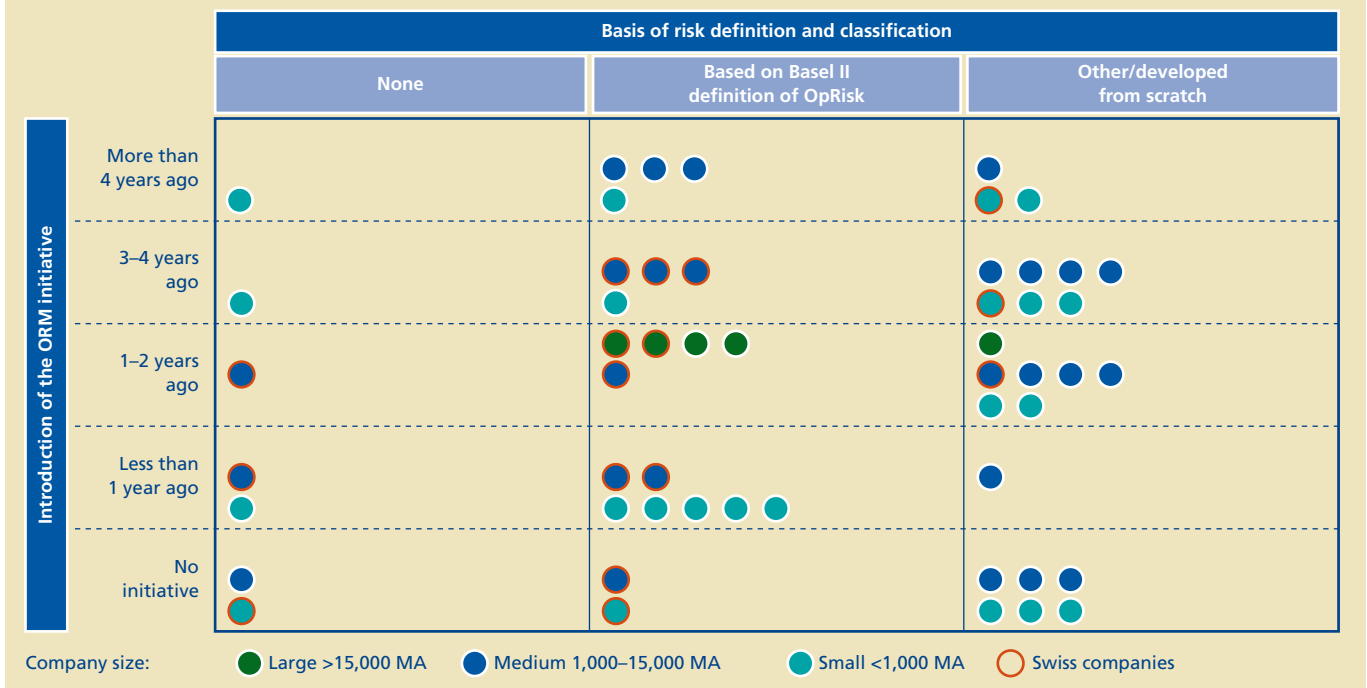 Basis of risk definition and classification
None
Based on Basel II
definition of OpRisk
Other/developed
from scratch
Introduction of the ORM initiative
More than
4 years ago
3–4 years
ago
1–2 years
ago
Less than
1 year ago
No
initiative
Company size:
Large >15,000 MA
Medium 1,000–15,000 MA
Small <1,000 MA
Swiss companies